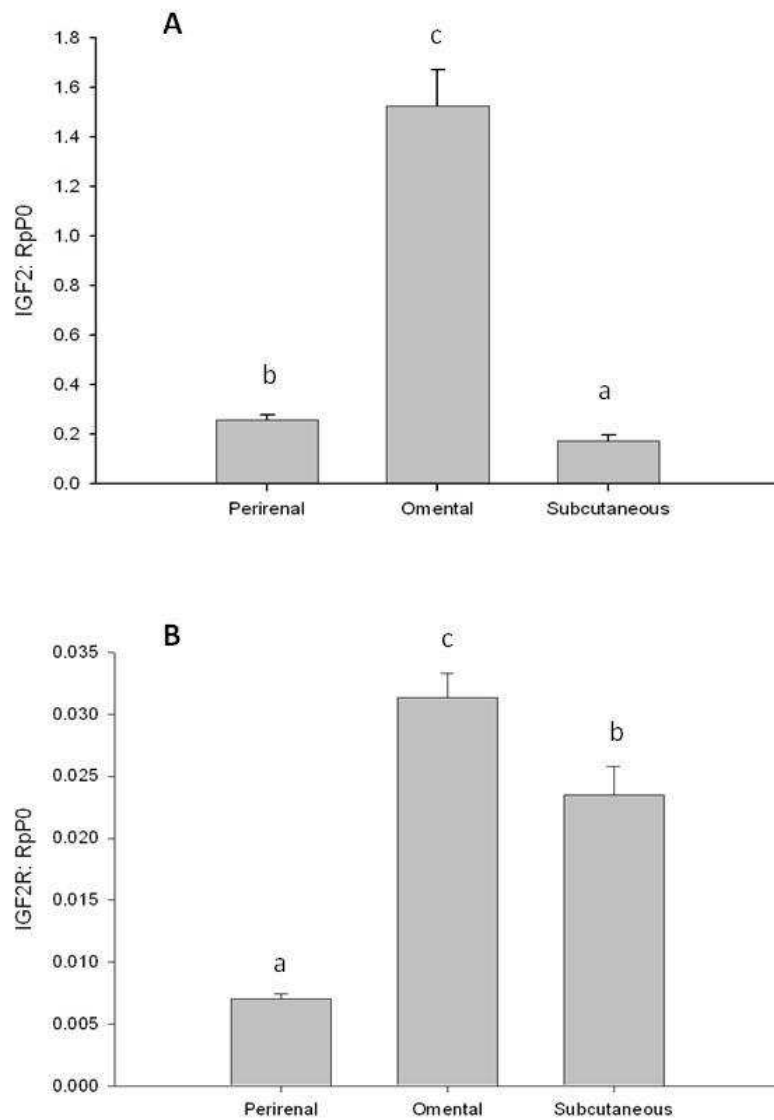 A
1.8
c
1.6
1.4
1.2
1.0
IGF2: RpP0
0.8
0.6
0.4
b
a
0.2
0.0
Perirenal Omental Subcutaneous
B
c
0.035
0.030
b
0.025
0.020
IGF2R: RpP0
0.015
0.010
a
0.005
0.000
Perirenal Omental Subcutaneous